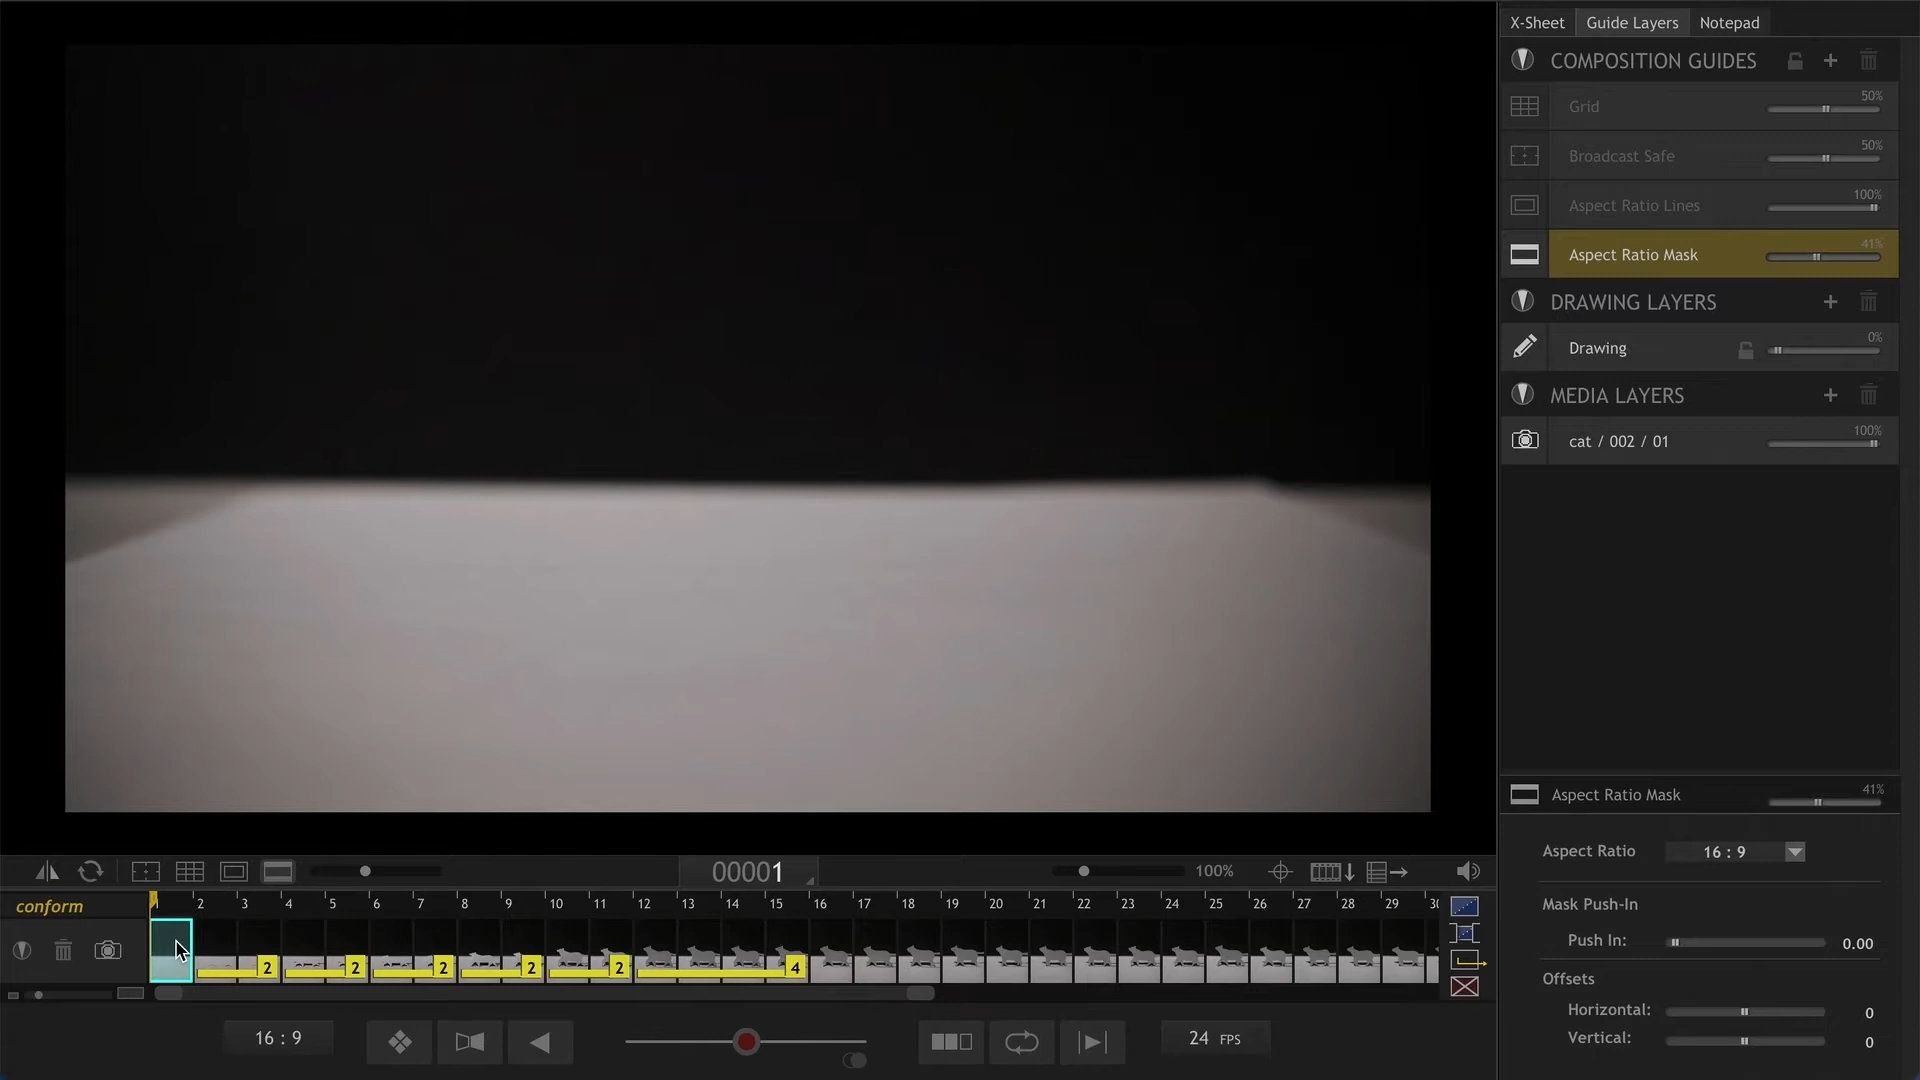 X-Sheet Guide Layers Notepad
COMPOSITION GUIDES
Grid 50%
Broadcast Safe 50%
Aspect Ratio Lines 100%
Aspect Ratio Mask 41%
DRAWING LAYERS
Drawing 0%
MEDIA LAYERS
cat / 002 / 01 100%
Aspect Ratio Mask 41%
Aspect Ratio 16 : 9
Mask Push-In
Push In: 0.00
Offsets
Horizontal: 0
Vertical: 0
00001 100%
conform
2 3 4 5 6 7 8 9 10 11 12 13 14 15 16 17 18 19 20 21 22 23 24 25 26 27 28 29
2 2 2 2 2 4
16 : 9 24 FPS